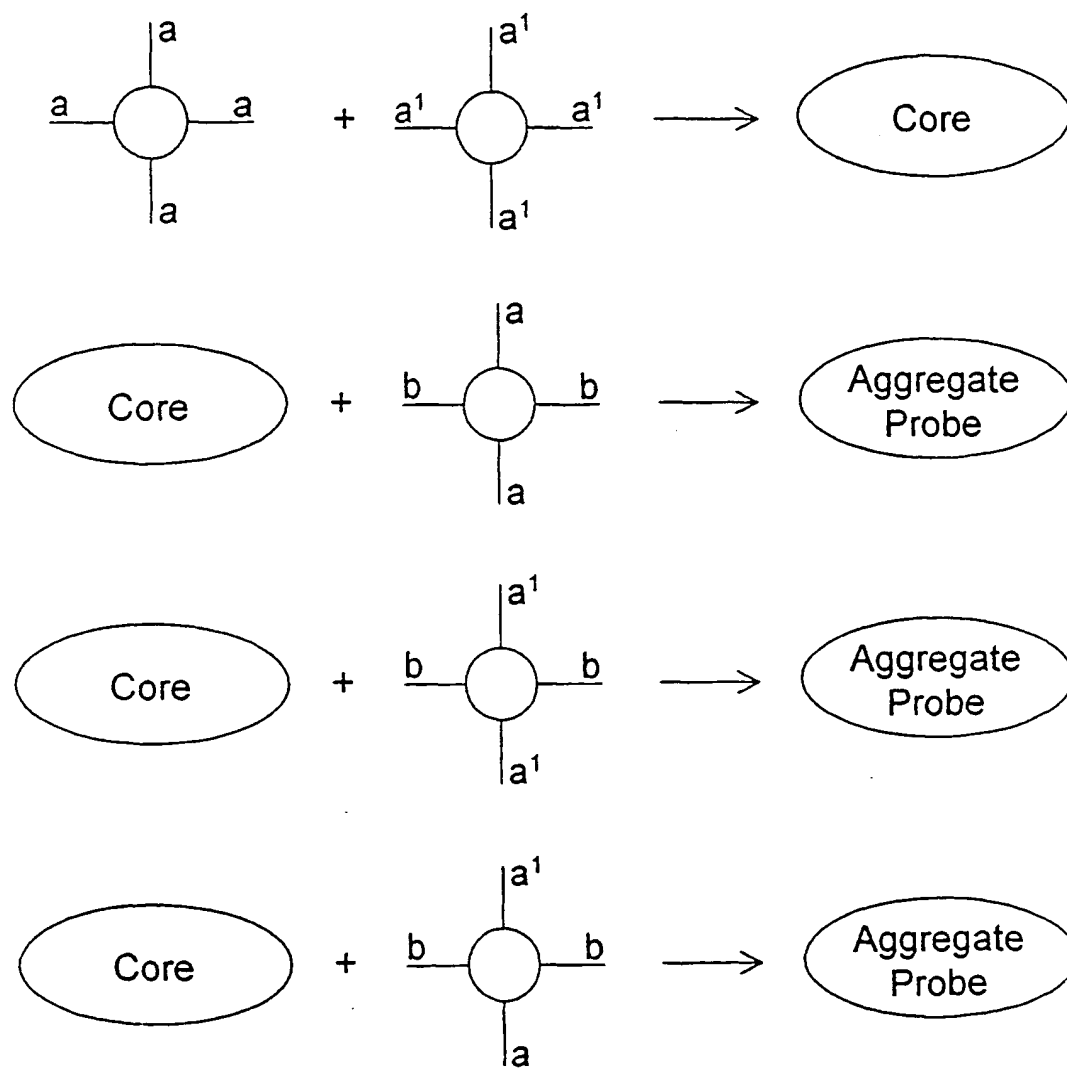 a a¹
a a + a¹ a¹ → Core
a a¹
a
Core + b b → Aggregate
Probe
a
a¹
Core + b b → Aggregate
Probe
a¹
a¹
Core + b b → Aggregate
Probe
a